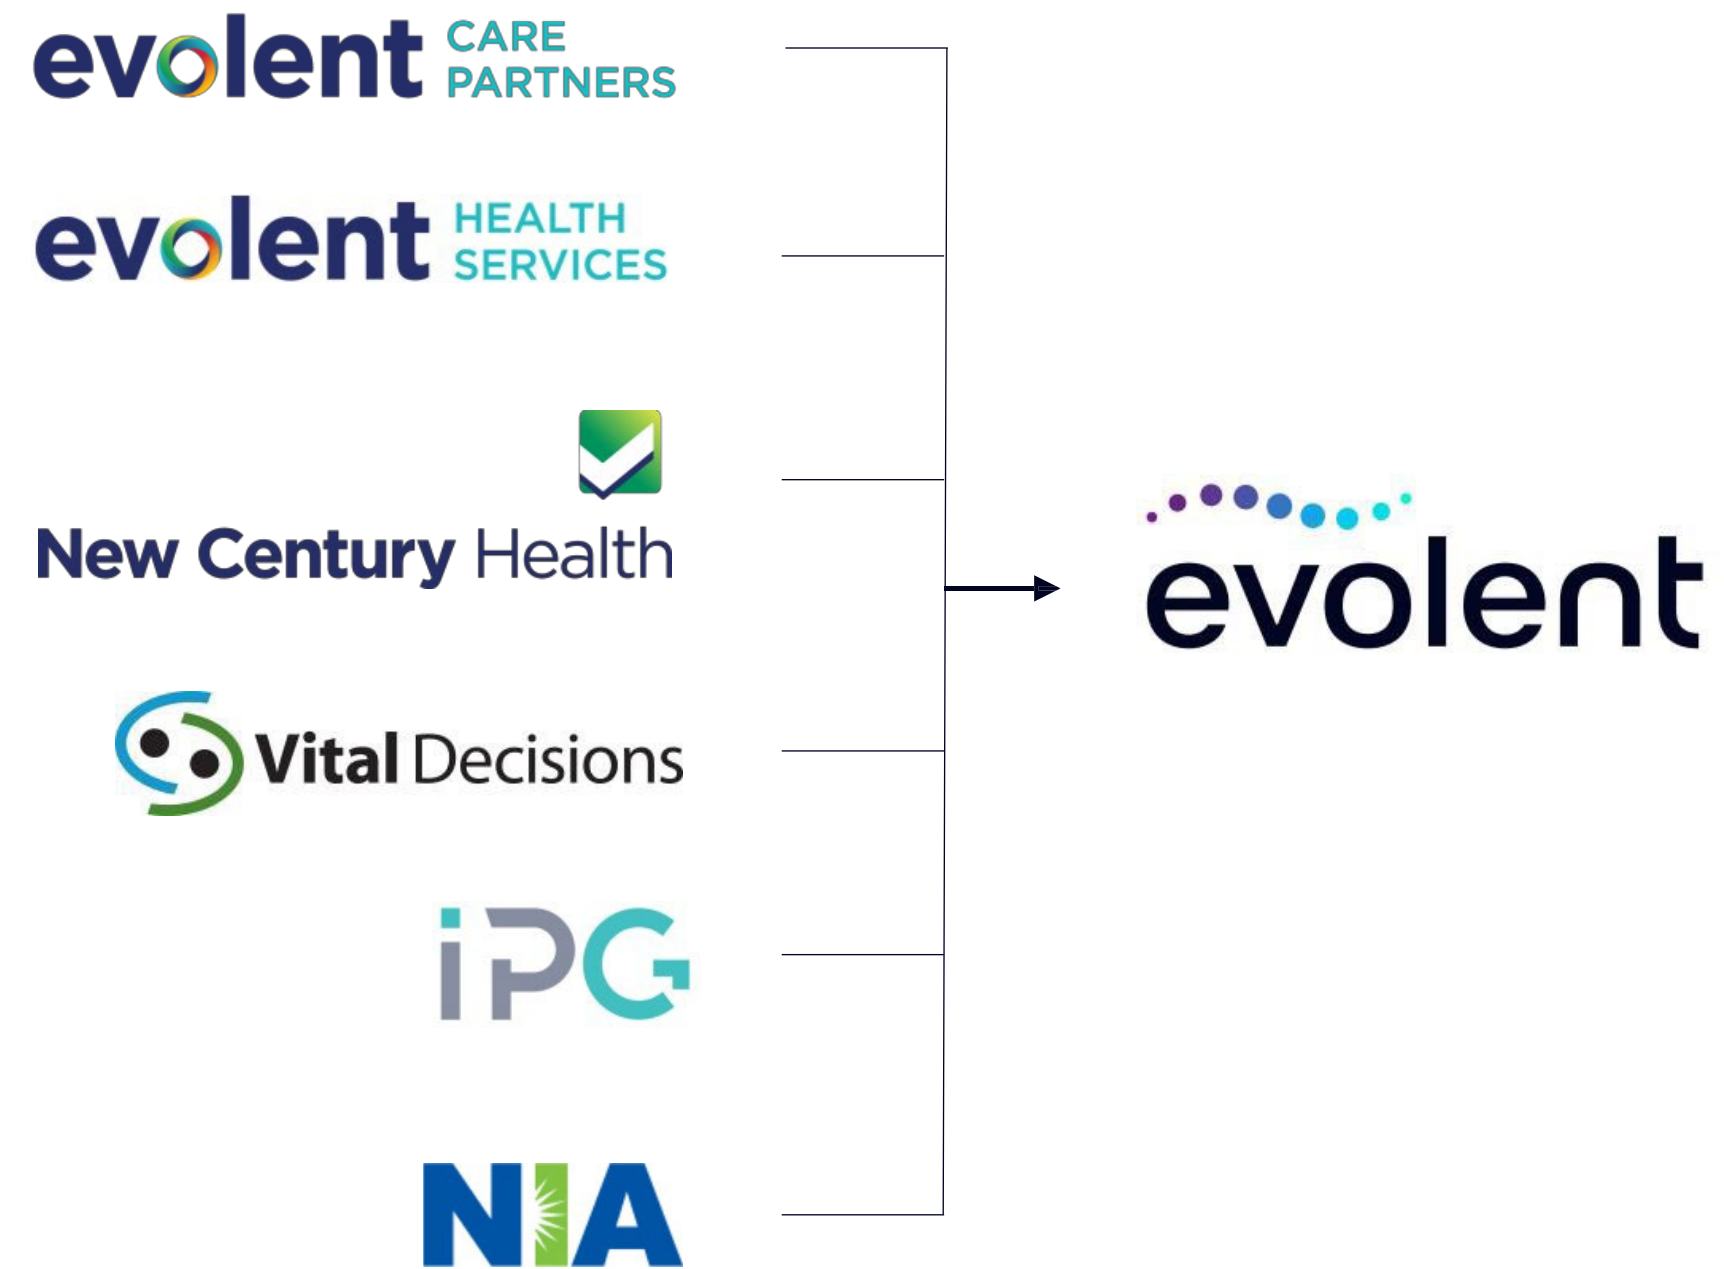 evolent CARE
PARTNERS
evolent HEALTH
SERVICES
New Century Health
Vital Decisions
iPG
NIA
evolent